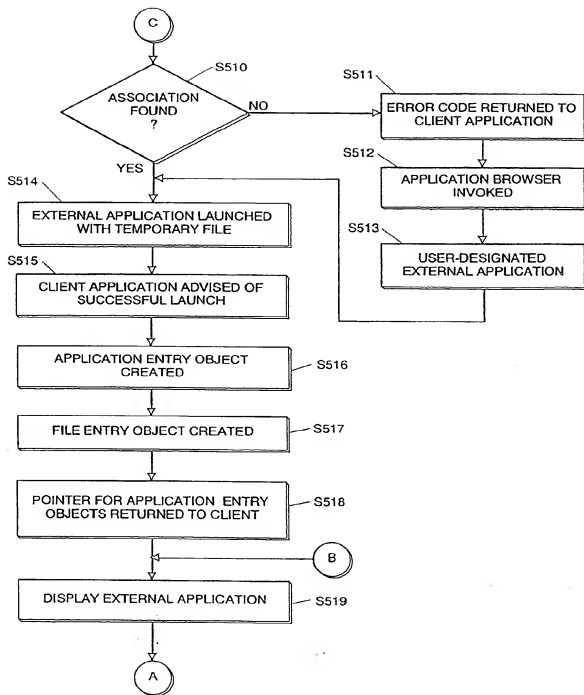 C
S510
ASSOCIATION
FOUND
?
NO
YES
S511
ERROR CODE RETURNED TO
CLIENT APPLICATION
S512
APPLICATION BROWSER
INVOKED
S513
USER-DESIGNATED
EXTERNAL APPLICATION
S514
EXTERNAL APPLICATION LAUNCHED
WITH TEMPORARY FILE
S515
CLIENT APPLICATION ADVISED OF
SUCCESSFUL LAUNCH
APPLICATION ENTRY OBJECT
CREATED
S516
FILE ENTRY OBJECT CREATED
S517
POINTER FOR APPLICATION ENTRY
OBJECTS RETURNED TO CLIENT
S518
B
DISPLAY EXTERNAL APPLICATION
S519
A